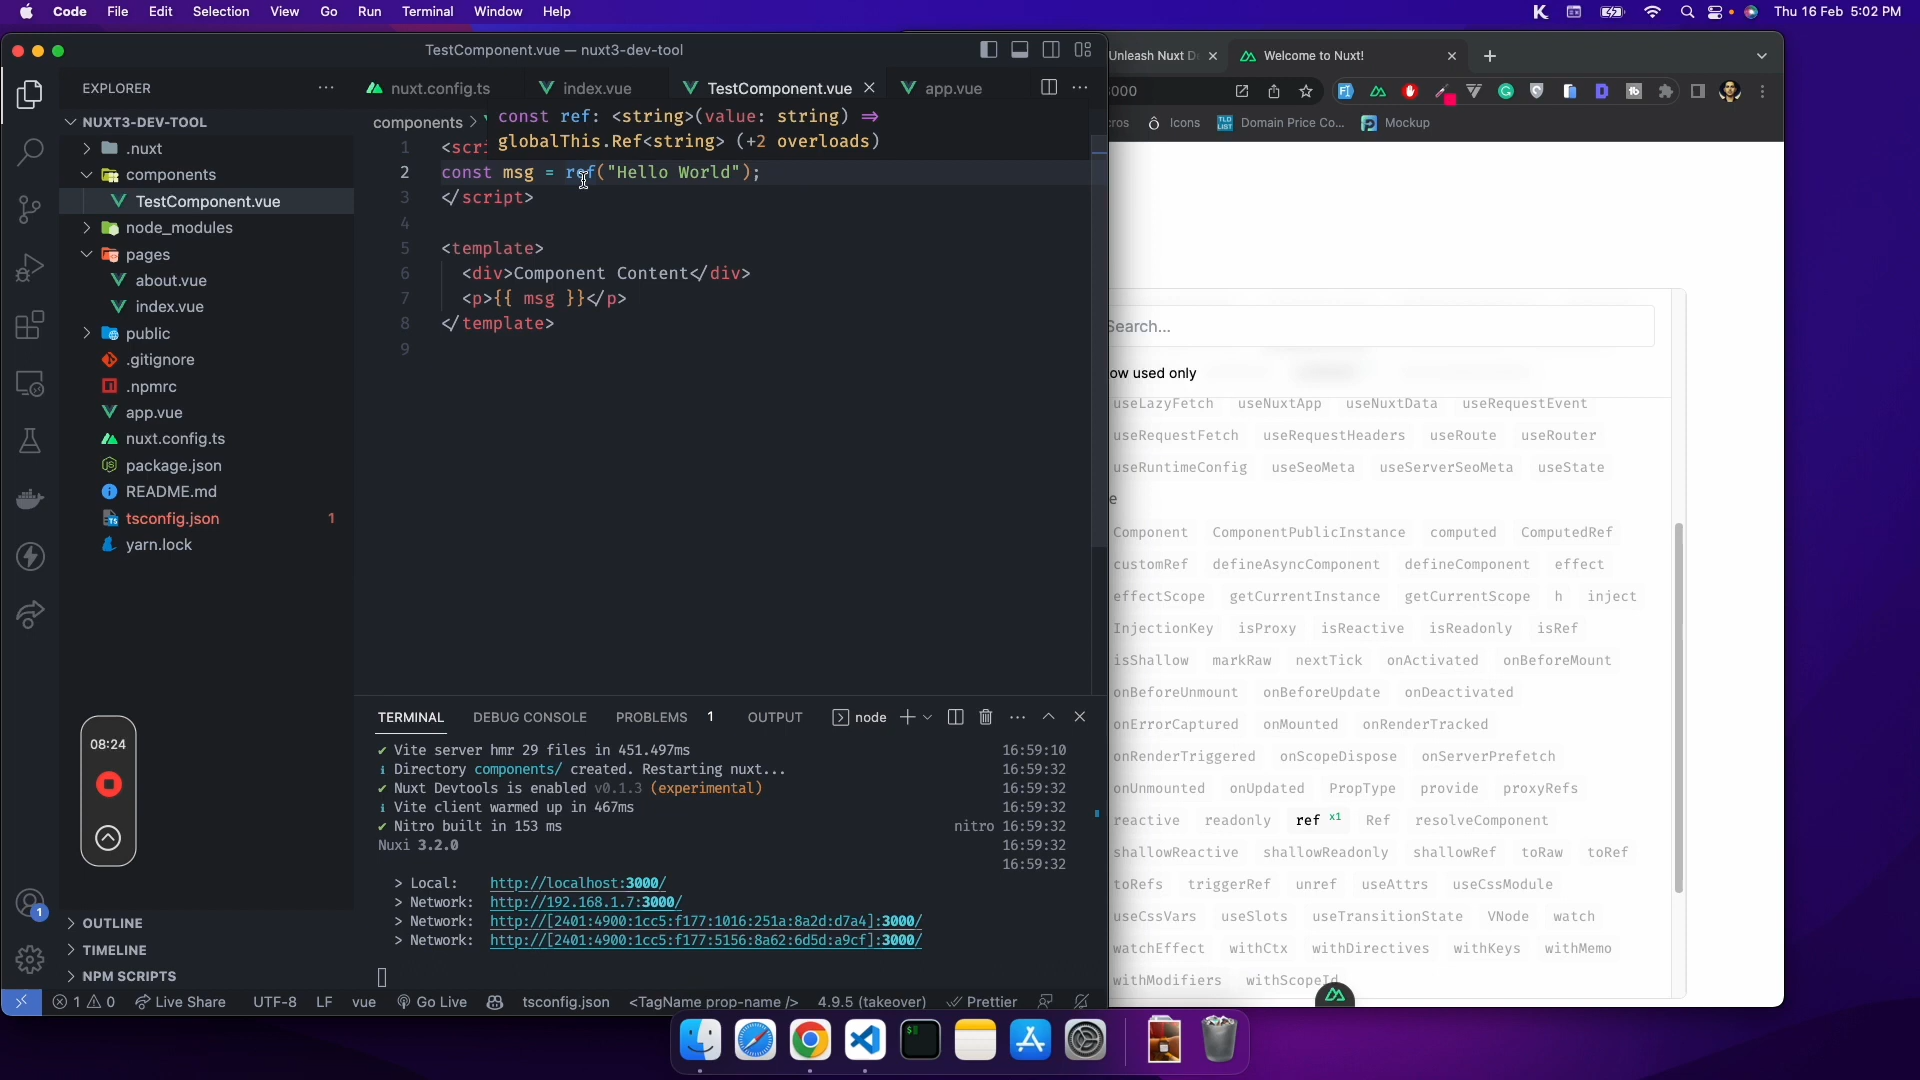 Code File Edit Selection View Go Run Terminal Window Help
Thu 16 Feb 5:02 PM
TestComponent.vue — nuxt3-dev-tool
EXPLORER
NUXT3-DEV-TOOL
.nuxt
components
TestComponent.vue
node_modules
pages
about.vue
index.vue
public
.gitignore
.npmrc
app.vue
nuxt.config.ts
package.json
README.md
tsconfig.json 1
yarn.lock
08:24
1
OUTLINE
TIMELINE
NPM SCRIPTS
nuxt.config.ts index.vue TestComponent.vue app.vue
components >
const ref: <string>(value: string) =>
globalThis.Ref<string> (+2 overloads)
1 <scri
2 const msg = ref("Hello World");
3 </script>
4
5 <template>
6 <div>Component Content</div>
7 <p>{{ msg }}</p>
8 </template>
9
TERMINAL DEBUG CONSOLE PROBLEMS 1 OUTPUT node
✔ Vite server hmr 29 files in 451.497ms 16:59:10
ℹ Directory components/ created. Restarting nuxt... 16:59:32
✔ Nuxt Devtools is enabled v0.1.3 (experimental) 16:59:32
ℹ Vite client warmed up in 467ms 16:59:32
✔ Nitro built in 153 ms nitro 16:59:32
Nuxi 3.2.0 16:59:32
16:59:32
> Local: http://localhost:3000/
> Network: http://192.168.1.7:3000/
> Network: http://[2401:4900:1cc5:f177:1016:251a:8a2d:d7a4]:3000/
> Network: http://[2401:4900:1cc5:f177:5156:8a62:6d5d:a9cf]:3000/
1 0 Live Share UTF-8 LF vue Go Live tsconfig.json <TagName prop-name /> 4.9.5 (takeover) Prettier
Unleash Nuxt D Welcome to Nuxt!
000
cros Icons TLD LIST Domain Price Co... Mockup
Search...
ow used only
useLazyFetch useNuxtApp useNuxtData useRequestEvent
useRequestFetch useRequestHeaders useRoute useRouter
useRuntimeConfig useSeoMeta useServerSeoMeta useState
e
Component ComponentPublicInstance computed ComputedRef
customRef defineAsyncComponent defineComponent effect
effectScope getCurrentInstance getCurrentScope h inject
InjectionKey isProxy isReactive isReadonly isRef
isShallow markRaw nextTick onActivated onBeforeMount
onBeforeUnmount onBeforeUpdate onDeactivated
onErrorCaptured onMounted onRenderTracked
onRenderTriggered onScopeDispose onServerPrefetch
onUnmounted onUpdated PropType provide proxyRefs
reactive readonly ref x1 Ref resolveComponent
shallowReactive shallowReadonly shallowRef toRaw toRef
toRefs triggerRef unref useAttrs useCssModule
useCssVars useSlots useTransitionState VNode watch
watchEffect withCtx withDirectives withKeys withMemo
withModifiers withScopeId